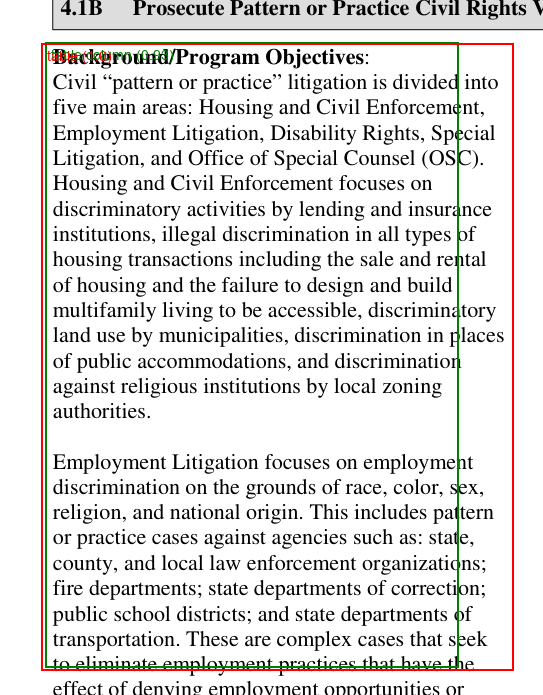 4.1B Prosecute Pattern or Practice Civil Rights V
Background/Program Objectives:
Civil “pattern or practice” litigation is divided into
five main areas: Housing and Civil Enforcement,
Employment Litigation, Disability Rights, Special
Litigation, and Office of Special Counsel (OSC).
Housing and Civil Enforcement focuses on
discriminatory activities by lending and insurance
institutions, illegal discrimination in all types of
housing transactions including the sale and rental
of housing and the failure to design and build
multifamily living to be accessible, discriminatory
land use by municipalities, discrimination in places
of public accommodations, and discrimination
against religious institutions by local zoning
authorities.
Employment Litigation focuses on employment
discrimination on the grounds of race, color, sex,
religion, and national origin. This includes pattern
or practice cases against agencies such as: state,
county, and local law enforcement organizations;
fire departments; state departments of correction;
public school districts; and state departments of
transportation. These are complex cases that seek
to eliminate employment practices that have the
effect of denying employment opportunities or